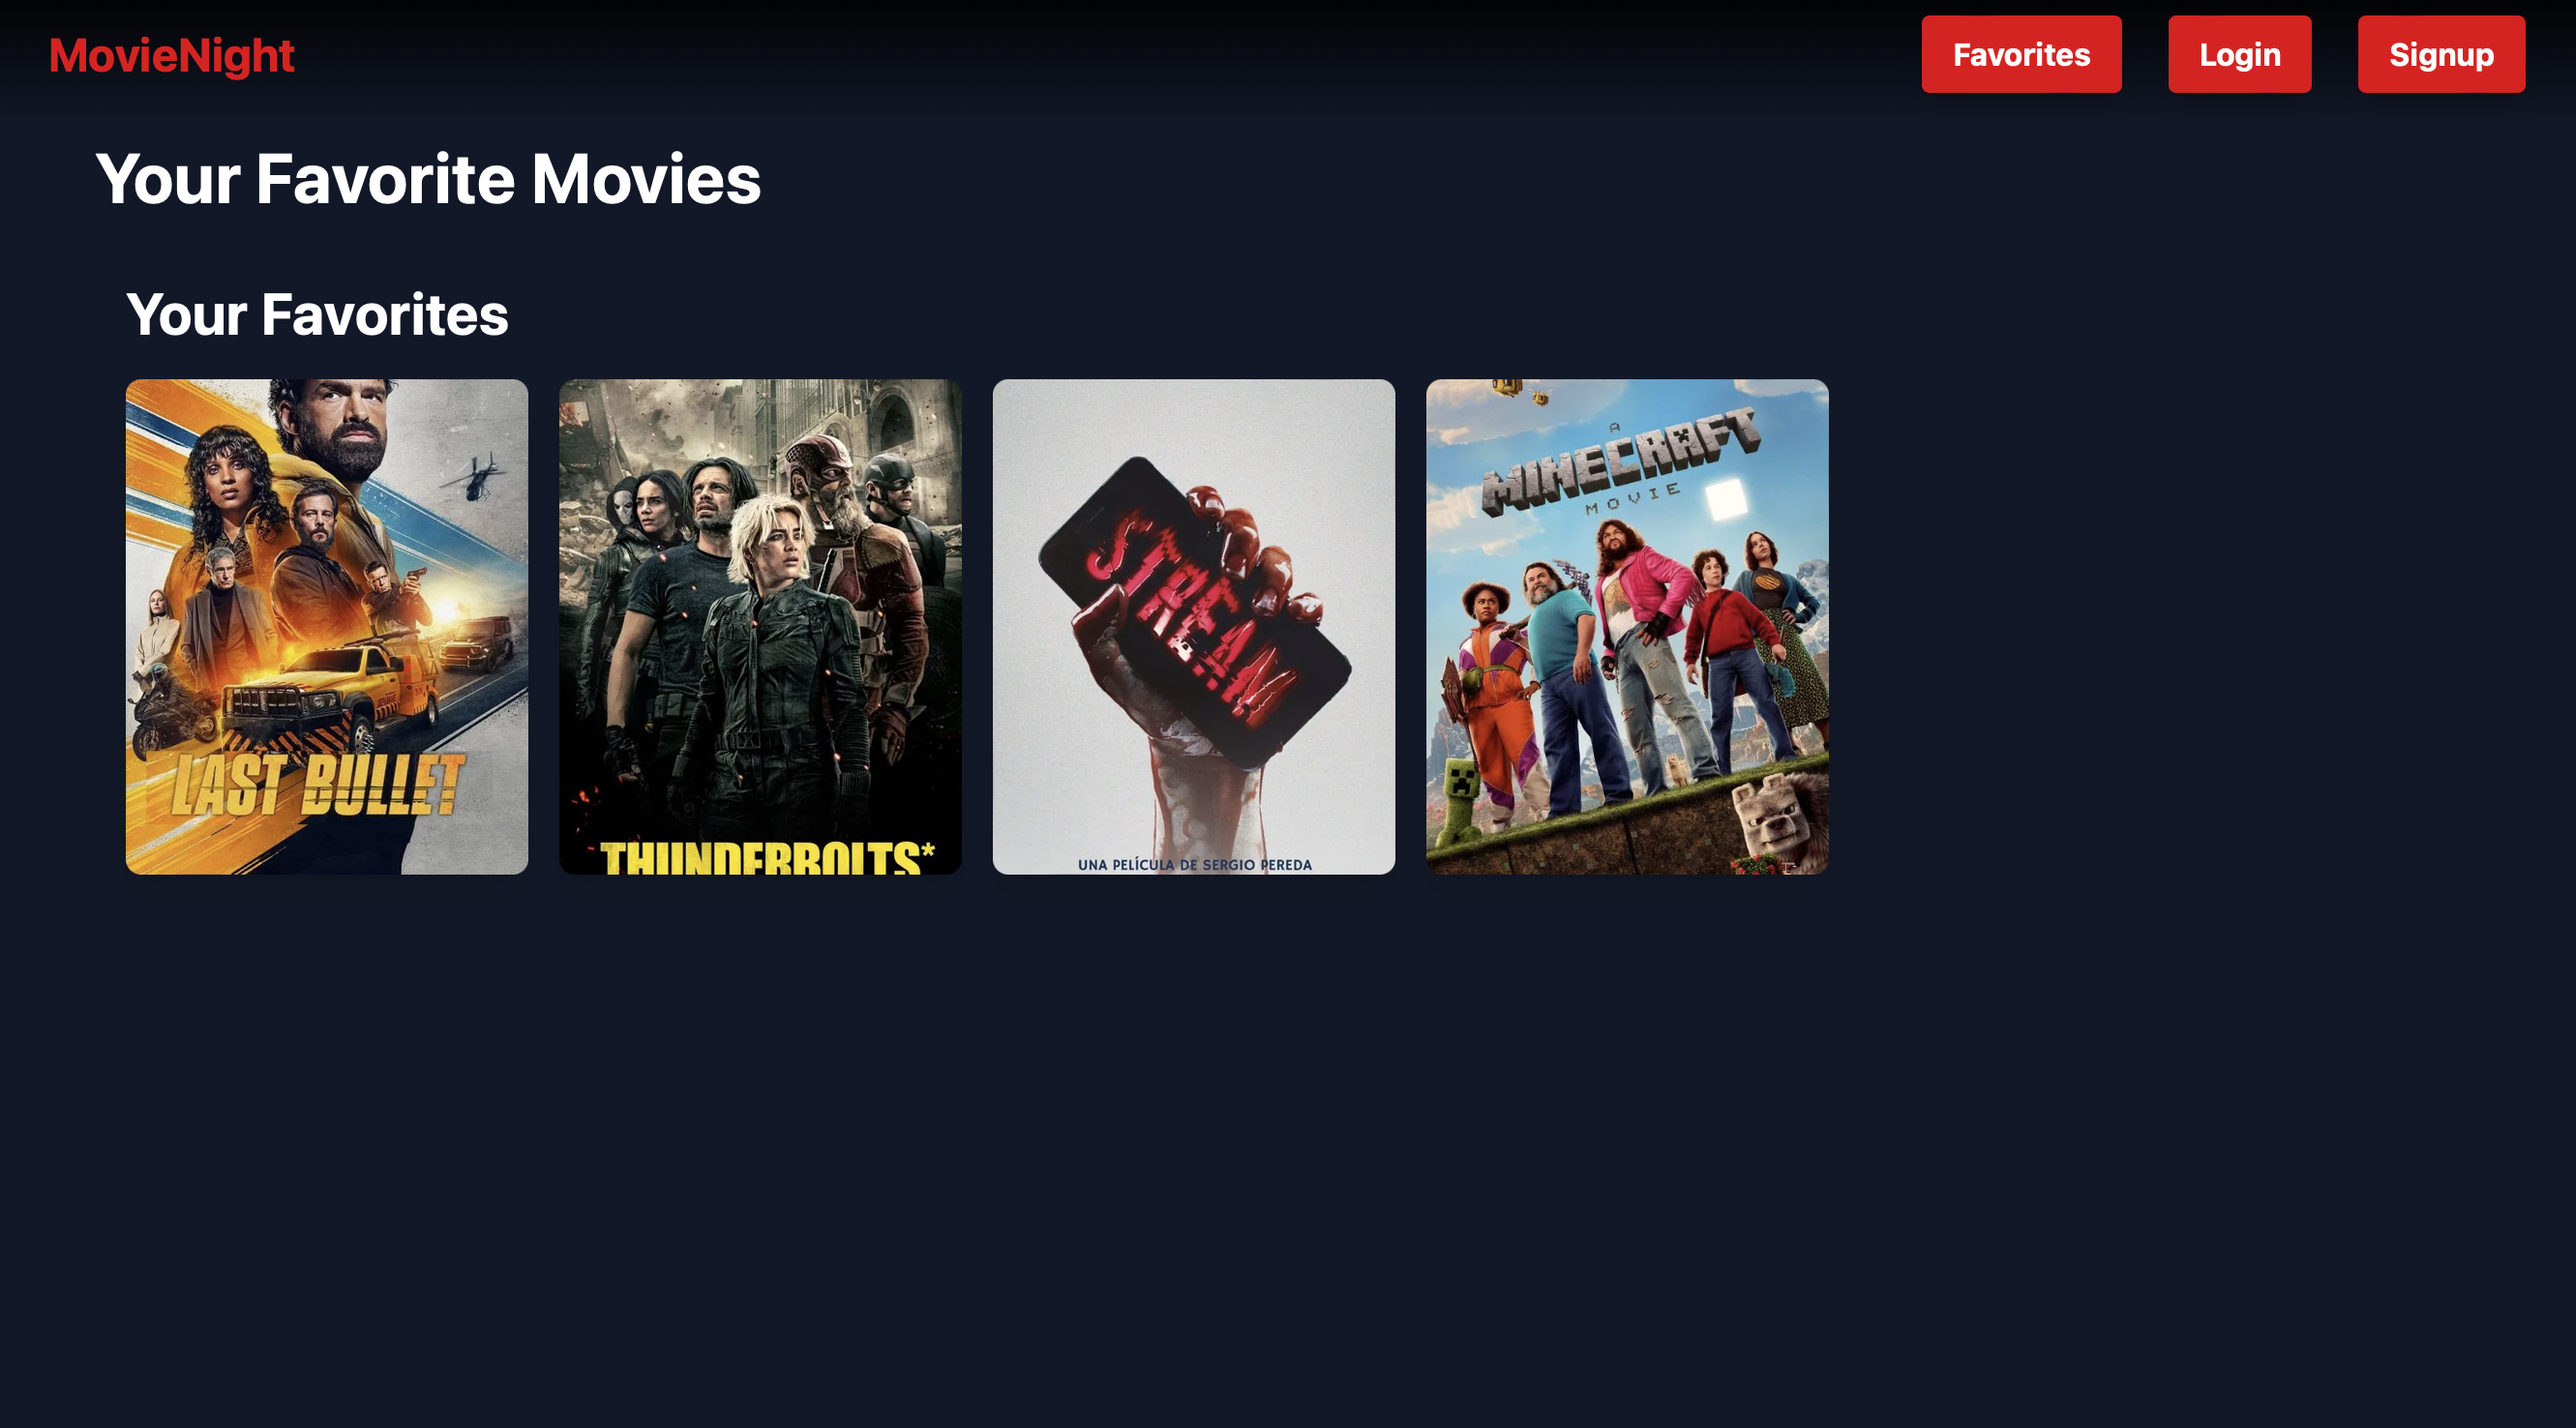 MovieNight
Favorites
Login
Signup
Your Favorite Movies
Your Favorites
LAST BULLET
THUNDERBOLTS*
STREAM
UNA PELÍCULA DE SERGIO PEREDA
A
MINECRAFT
MOVIE